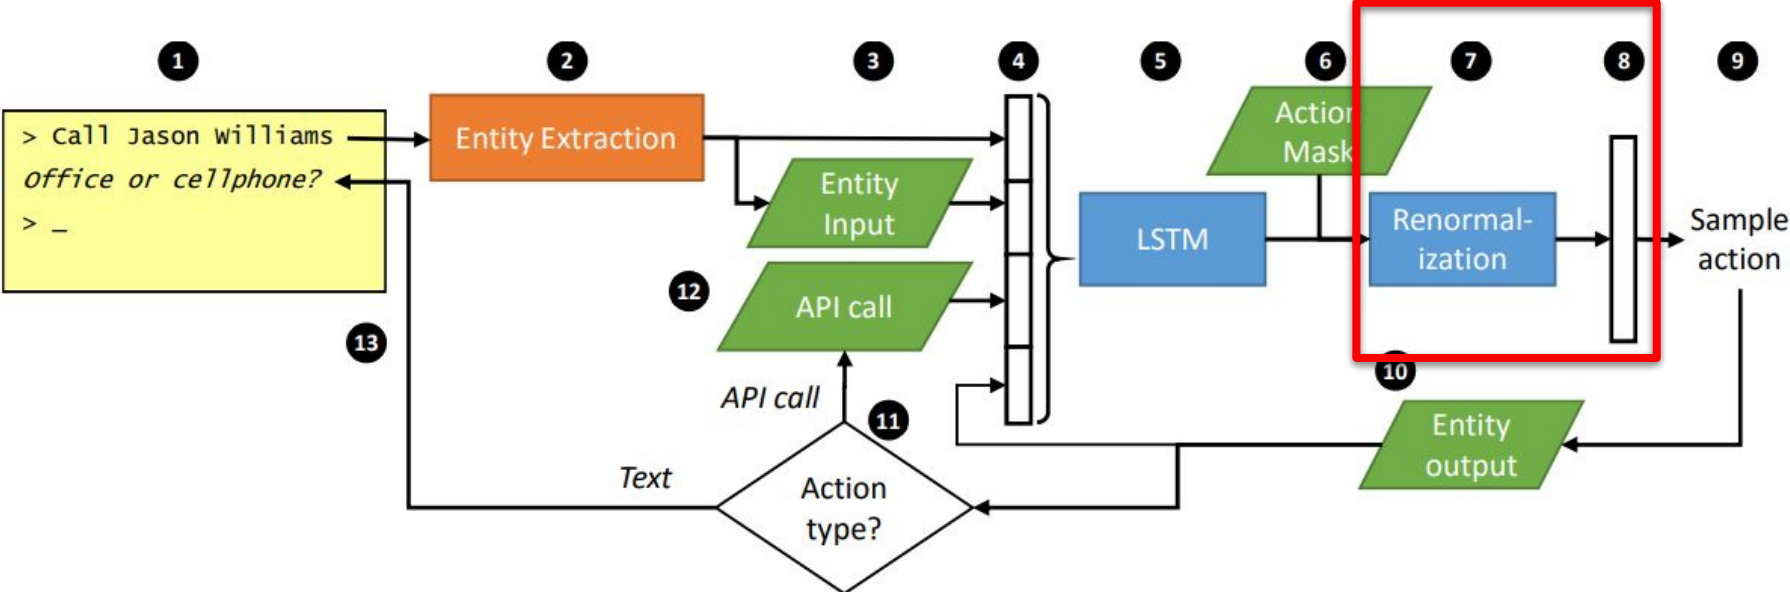 1
2
3
4
5
6
7
8
9
> Call Jason Williams
Office or cellphone?
> _
Entity Extraction
Entity
Input
12
API call
LSTM
Action
Mask
Renormal-
ization
Sample
action
13
10
API call
11
Text
Action
type?
Entity
output